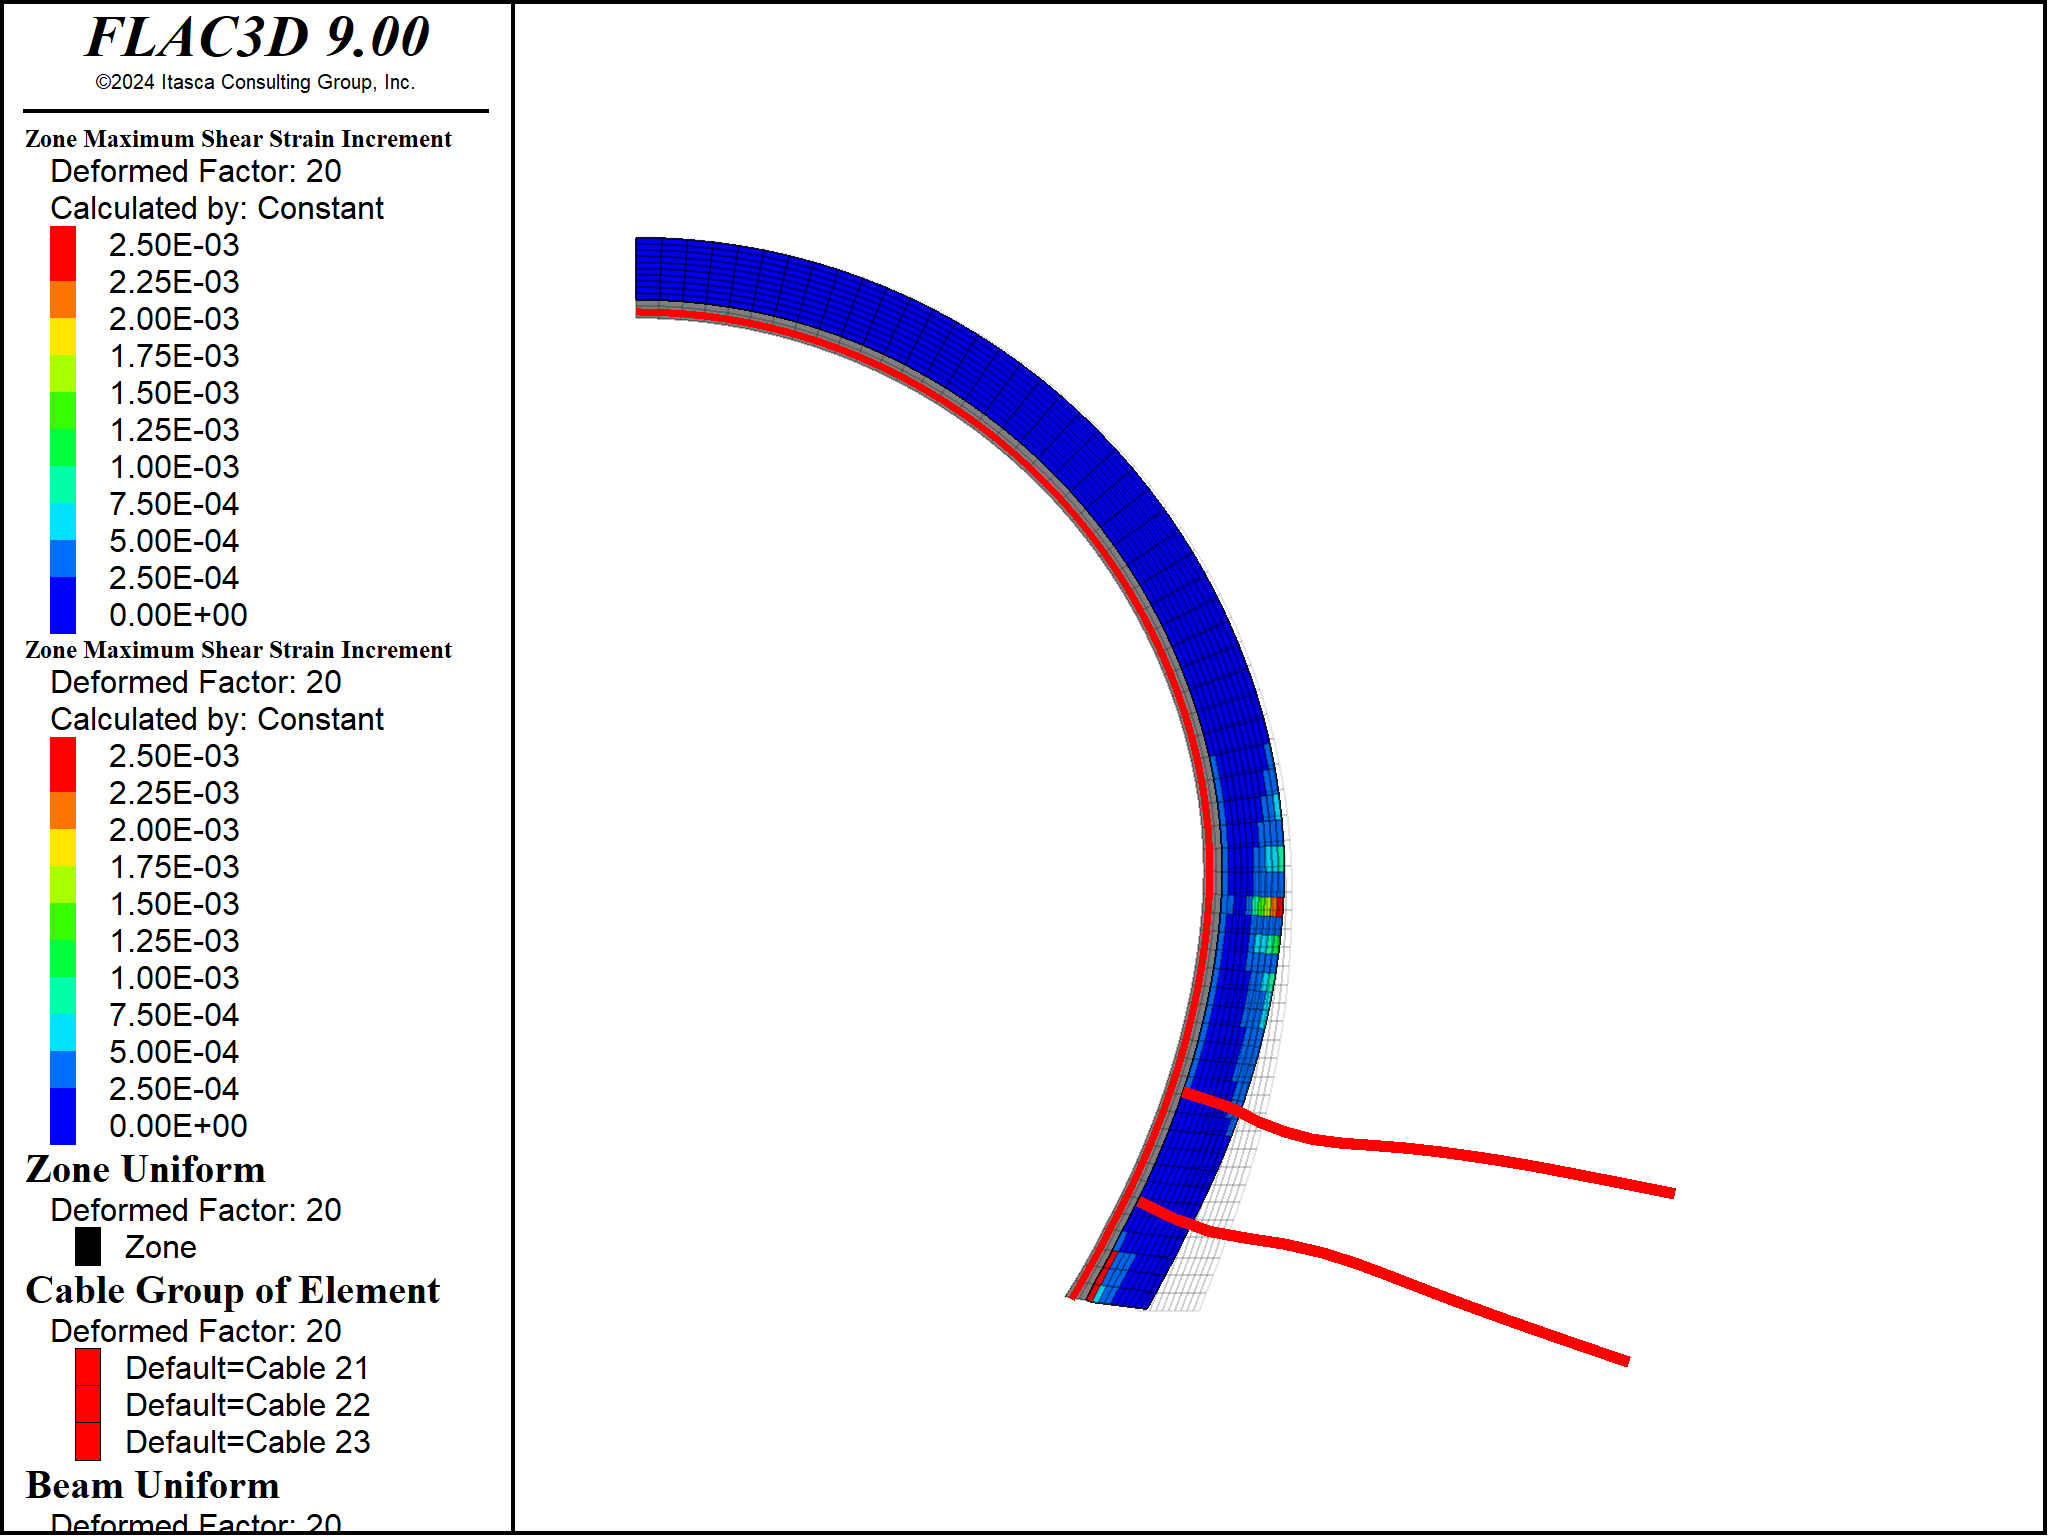 FLAC3D 9.00
©2024 Itasca Consulting Group, Inc.
Zone Maximum Shear Strain Increment
Deformed Factor: 20
Calculated by: Constant
2.50E-03
2.25E-03
2.00E-03
1.75E-03
1.50E-03
1.25E-03
1.00E-03
7.50E-04
5.00E-04
2.50E-04
0.00E+00
Zone Maximum Shear Strain Increment
Deformed Factor: 20
Calculated by: Constant
2.50E-03
2.25E-03
2.00E-03
1.75E-03
1.50E-03
1.25E-03
1.00E-03
7.50E-04
5.00E-04
2.50E-04
0.00E+00
Zone Uniform
Deformed Factor: 20
Zone
Cable Group of Element
Deformed Factor: 20
Default=Cable 21
Default=Cable 22
Default=Cable 23
Beam Uniform
Deformed Factor: 20